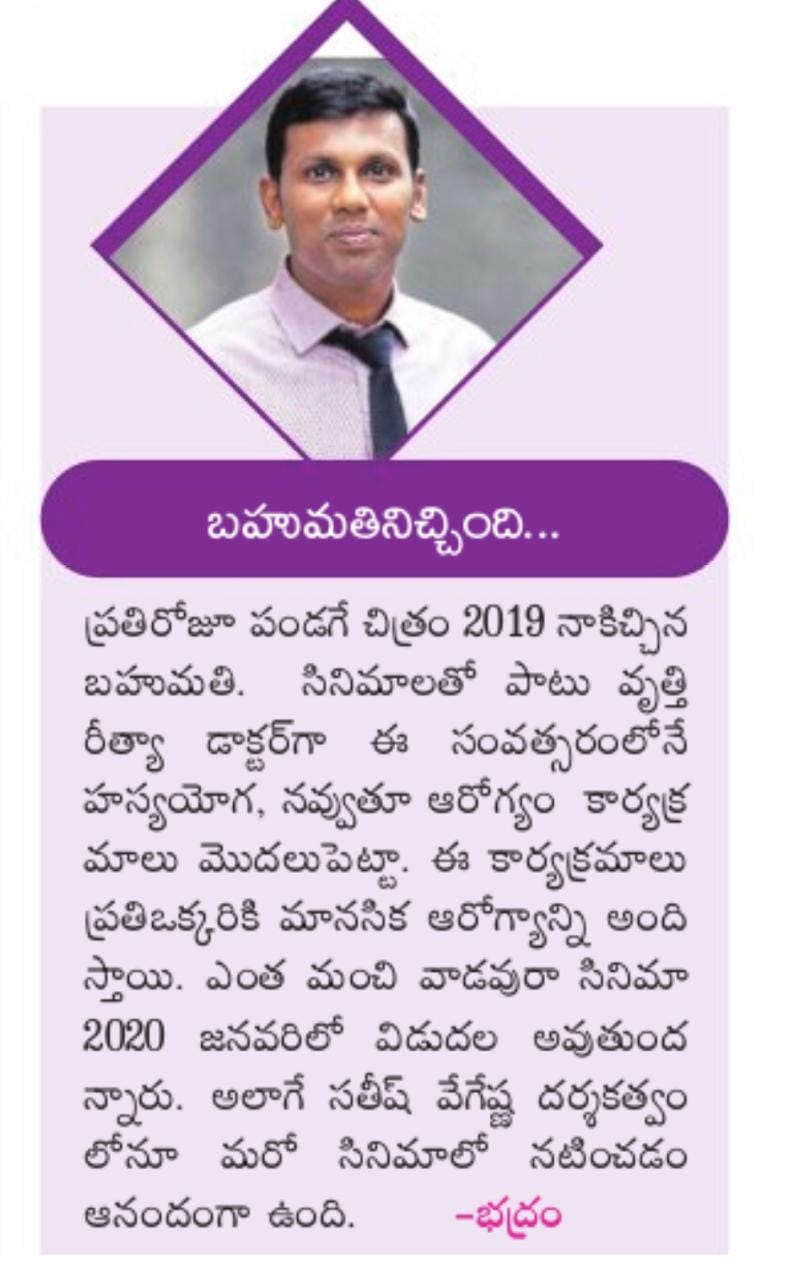 బహుమతినిచ్చింది...
ప్రతిరోజూ పండగే చిత్రం 2019 నాకిచ్చిన
బహుమతి. సినిమాలతో పాటు వృత్తి
రీత్యా డాక్టర్‌గా ఈ సంవత్సరంలోనే
హస్యయోగ, నవ్వుతూ ఆరోగ్యం కార్యక్ర
మాలు మొదలుపెట్టా. ఈ కార్యక్రమాలు
ప్రతిఒక్కరికి మానసిక ఆరోగ్యాన్ని అంది
స్తాయి. ఎంత మంచి వాడవురా సినిమా
2020 జనవరిలో విడుదల అవుతుంద
న్నారు. అలాగే సతీష్ వేగేష్ణ దర్శకత్వం
లోనూ మరో సినిమాలో నటించడం
ఆనందంగా ఉంది. –భద్రం